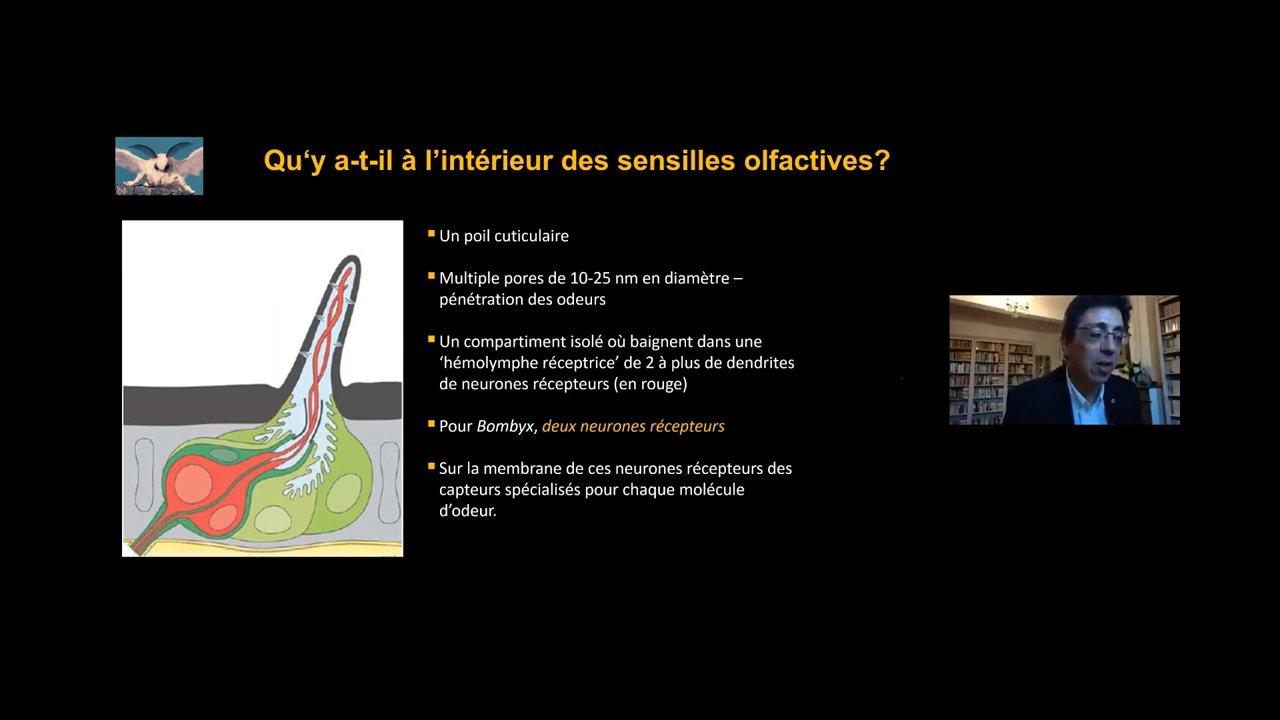 Qu‘y a-t-il à l’intérieur des sensilles olfactives?
Un poil cuticulaire
Multiple pores de 10-25 nm en diamètre –
pénétration des odeurs
Un compartiment isolé où baignent dans une
‘hémolymphe réceptrice’ de 2 à plus de dendrites
de neurones récepteurs (en rouge)
Pour Bombyx, deux neurones récepteurs
Sur la membrane de ces neurones récepteurs des
capteurs spécialisés pour chaque molécule
d’odeur.